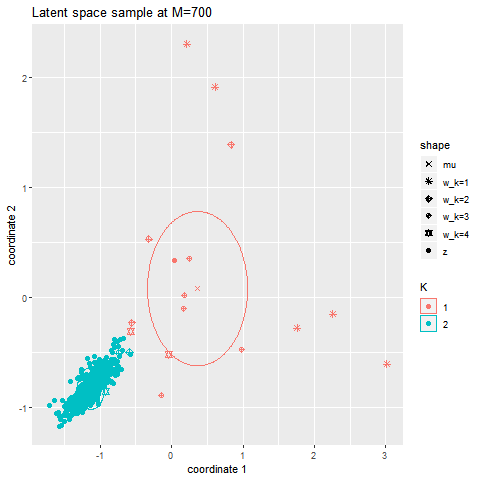 Latent space sample at M=700
coordinate 2
2
1
0
-1
-1
0
1
2
3
coordinate 1
shape
mu
w_k=1
w_k=2
w_k=3
w_k=4
z
K
1
2